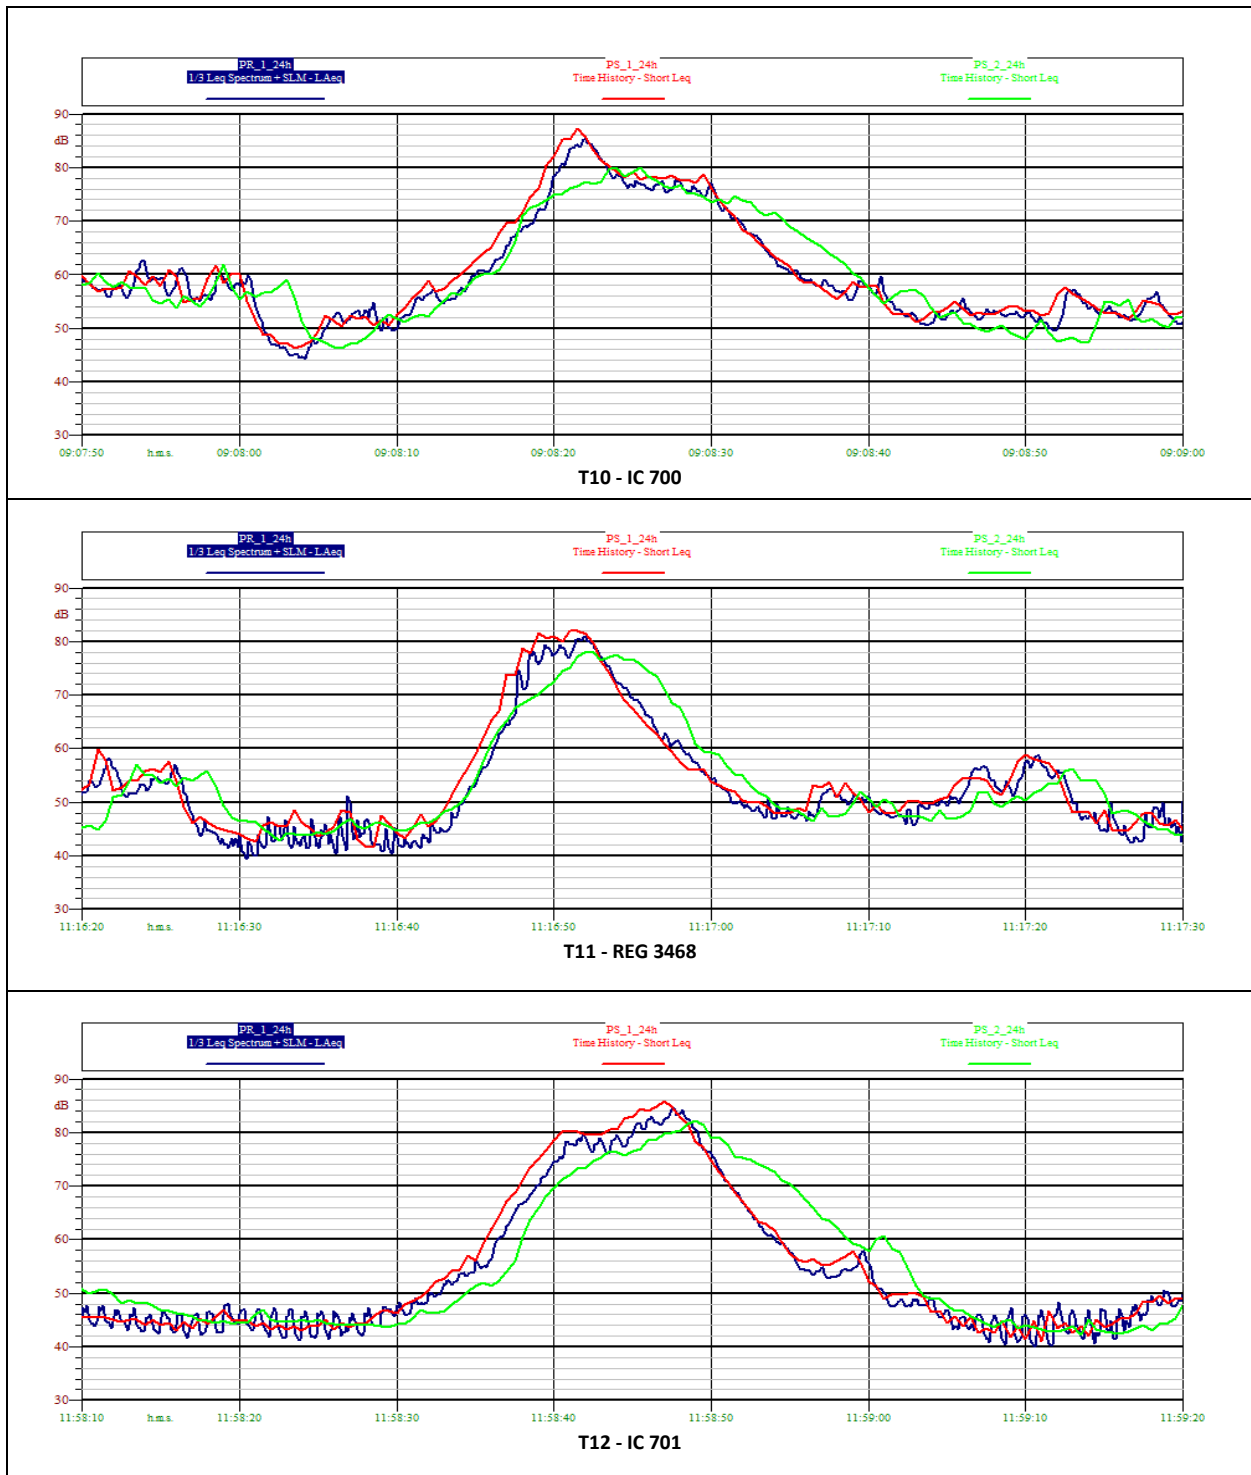 PR_1_24h PS_1_24h PS_2_24h
1/3 Leq Spectrum + SLM - LAeq Time History - Short Leq Time History - Short Leq
90
dB
80
70
60
50
40
30
09:07:50 h.m.s. 09:08:00 09:08:10 09:08:20 09:08:30 09:08:40 09:08:50 09:09:00
T10 - IC 700
PR_1_24h PS_1_24h PS_2_24h
1/3 Leq Spectrum + SLM - LAeq Time History - Short Leq Time History - Short Leq
90
dB
80
70
60
50
40
30
11:16:20 h.m.s. 11:16:30 11:16:40 11:16:50 11:17:00 11:17:10 11:17:20 11:17:30
T11 - REG 3468
PR_1_24h PS_1_24h PS_2_24h
1/3 Leq Spectrum + SLM - LAeq Time History - Short Leq Time History - Short Leq
90
dB
80
70
60
50
40
30
11:58:10 h.m.s. 11:58:20 11:58:30 11:58:40 11:58:50 11:59:00 11:59:10 11:59:20
T12 - IC 701